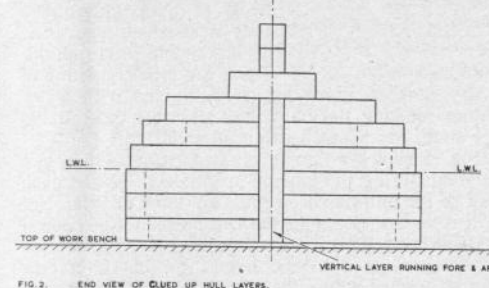 L.W.L.
L.W.L.
TOP OF WORK BENCH
VERTICAL LAYER RUNNING FORE & AF
FIG. 2. END VIEW OF GLUED UP HULL LAYERS.